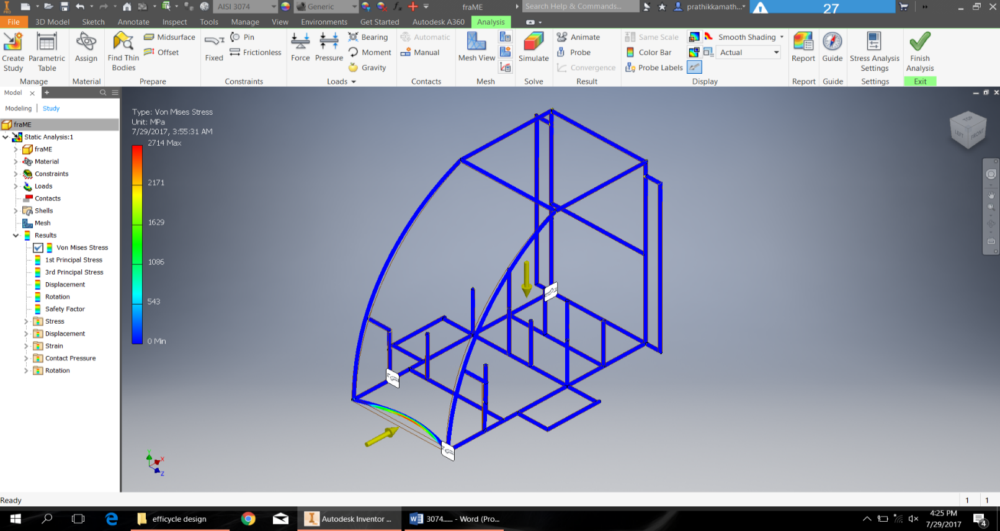 PRO
AISI 3074
Generic
fraME
Search Help & Commands...
prathikkamath...
27
File
3D Model
Sketch
Annotate
Inspect
Tools
Manage
View
Environments
Get Started
Autodesk A360
Analysis
Create Study
Parametric Table
Manage
Assign
Material
Find Thin Bodies
Midsurface
Offset
Prepare
Fixed
Pin
Frictionless
Constraints
Force
Pressure
Bearing
Moment
Gravity
Loads
Automatic
Manual
Contacts
Mesh View
Mesh
Simulate
Solve
Animate
Probe
Convergence
Result
Same Scale
Color Bar
Probe Labels
Smooth Shading
Actual
Display
Report
Report
Guide
Guide
Stress Analysis Settings
Settings
Finish Analysis
Exit
Model
Modeling
Study
fraME
Static Analysis:1
fraME
Material
Constraints
Loads
Contacts
Shells
Mesh
Results
Von Mises Stress
1st Principal Stress
3rd Principal Stress
Displacement
Rotation
Safety Factor
Stress
Displacement
Strain
Contact Pressure
Rotation
Type: Von Mises Stress
Unit: MPa
7/29/2017, 3:55:31 AM
2714 Max
2171
1629
1086
543
0 Min
TOP
LEFT
FRONT
Y
X
Z
Ready
1
1
efficycle design
Autodesk Inventor ...
3074...... - Word (Pro...
4:25 PM
7/29/2017
4